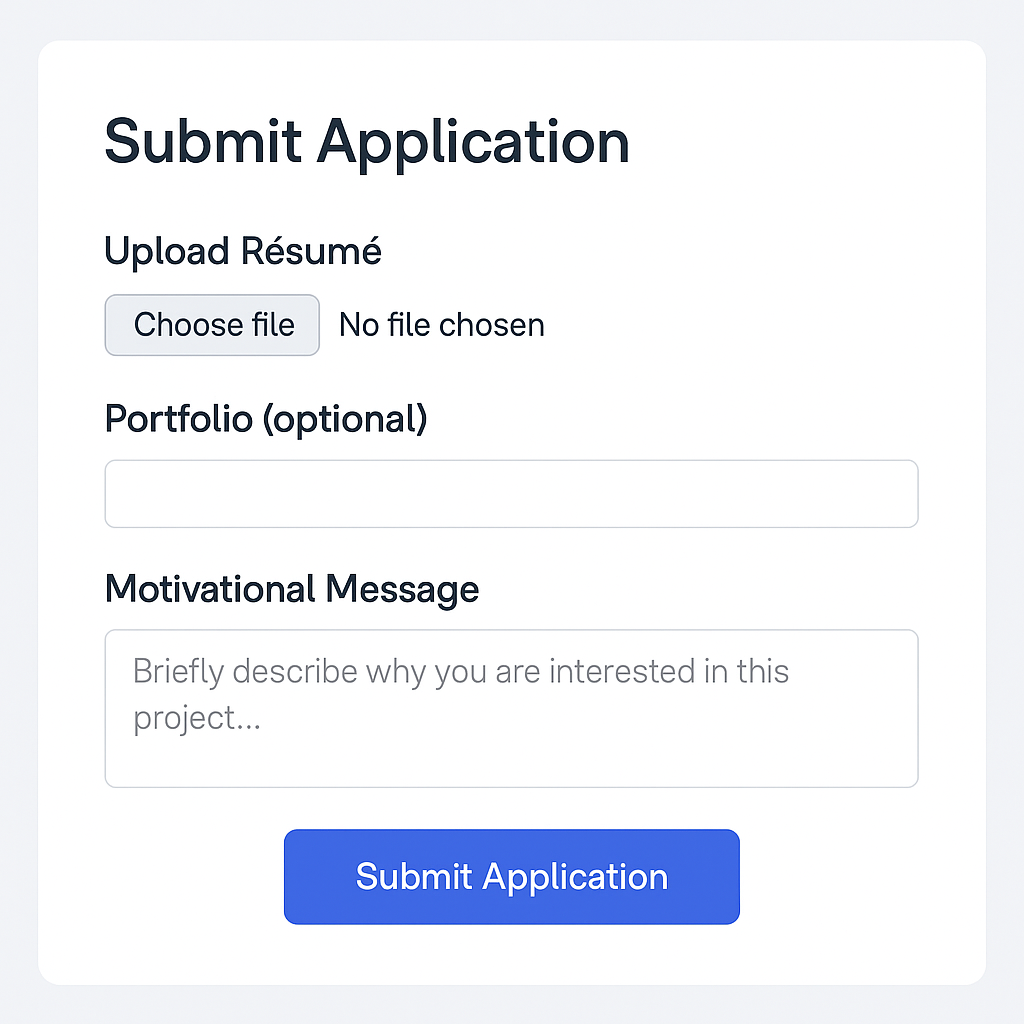 Submit Application
Upload Résumé
Choose file No file chosen
Portfolio (optional)
Motivational Message
Briefly describe why you are interested in this
project...
Submit Application